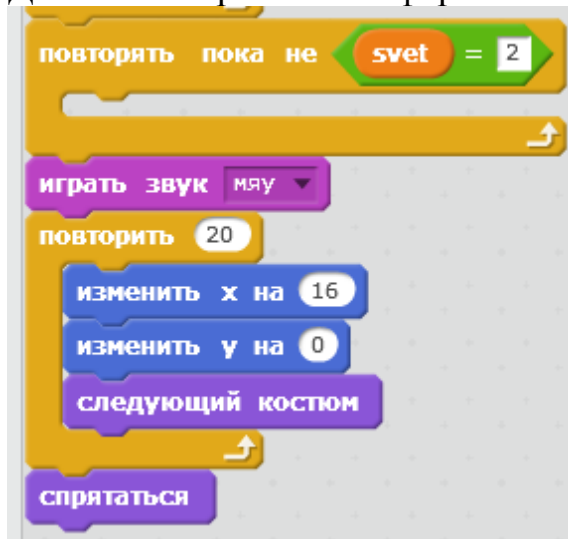 повторять пока не svet = 2
играть звук мяу
повторить 20
изменить x на 16
изменить y на 0
следующий костюм
спрятаться